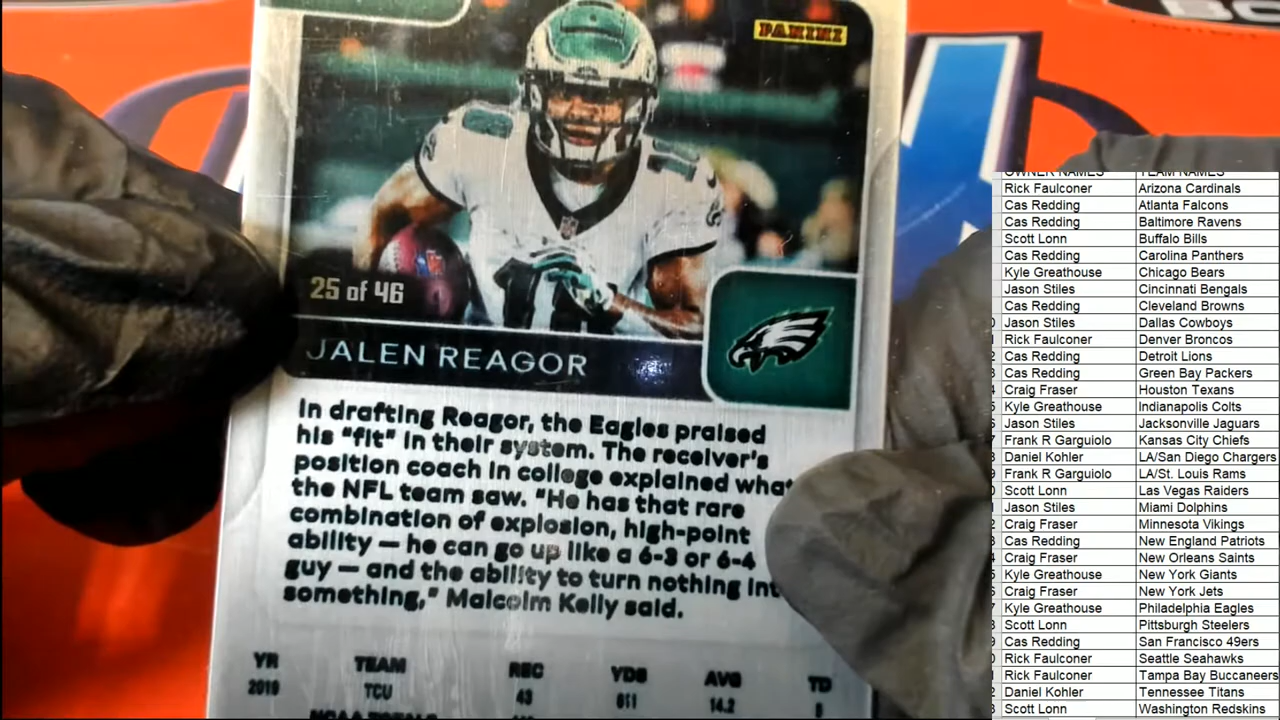 PANINI
25 of 46
JALEN REAGOR
In drafting Reagor, the Eagles praised
his "fit" in their system. The receiver's
position coach in college explained what
the NFL team saw. "He has that rare
combination of explosion, high-point
ability — he can go up like a 6-3 or 6-4
guy — and the ability to turn nothing int
something," Malcolm Kelly said.
YR TEAM REC YDS AVG TD
2019 TCU 43 611 14.2
OWNER NAMES TEAM NAMES
Rick Faulconer Arizona Cardinals
Cas Redding Atlanta Falcons
Cas Redding Baltimore Ravens
Scott Lonn Buffalo Bills
Cas Redding Carolina Panthers
Kyle Greathouse Chicago Bears
Jason Stiles Cincinnati Bengals
Cas Redding Cleveland Browns
Jason Stiles Dallas Cowboys
Rick Faulconer Denver Broncos
Cas Redding Detroit Lions
Cas Redding Green Bay Packers
Craig Fraser Houston Texans
Kyle Greathouse Indianapolis Colts
Jason Stiles Jacksonville Jaguars
Frank R Garguiolo Kansas City Chiefs
Daniel Kohler LA/San Diego Chargers
Frank R Garguiolo LA/St. Louis Rams
Scott Lonn Las Vegas Raiders
Jason Stiles Miami Dolphins
Craig Fraser Minnesota Vikings
Cas Redding New England Patriots
Craig Fraser New Orleans Saints
Kyle Greathouse New York Giants
Craig Fraser New York Jets
Kyle Greathouse Philadelphia Eagles
Scott Lonn Pittsburgh Steelers
Cas Redding San Francisco 49ers
Rick Faulconer Seattle Seahawks
Rick Faulconer Tampa Bay Buccaneers
Daniel Kohler Tennessee Titans
Scott Lonn Washington Redskins